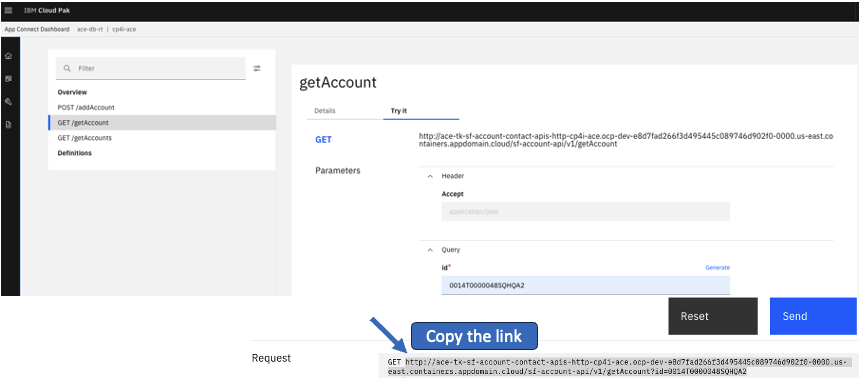 IBM Cloud Pak
App Connect Dashboard ace-db-rt | cp4i-ace
Filter
Overview
POST /addAccount
GET /getAccount
GET /getAccounts
Definitions
getAccount
Details Try it
GET http://ace-tk-sf-account-contact-apis-http-cp4i-ace.ocp-dev-e8d7fad266f3d495445c089746d902f0-0000.us-east.co
ntainers.appdomain.cloud/sf-account-api/v1/getAccount
Parameters
Header
Accept
application/json
Query
id* Generate
0014T0000048SQHQA2
Reset Send
Copy the link
Request
GET http://ace-tk-sf-account-contact-apis-http-cp4i-ace.ocp-dev-e8d7fad266f3d495445c089746d902f0-0000.us-
east.containers.appdomain.cloud/sf-account-api/v1/getAccount?id=0014T0000048SQHQA2